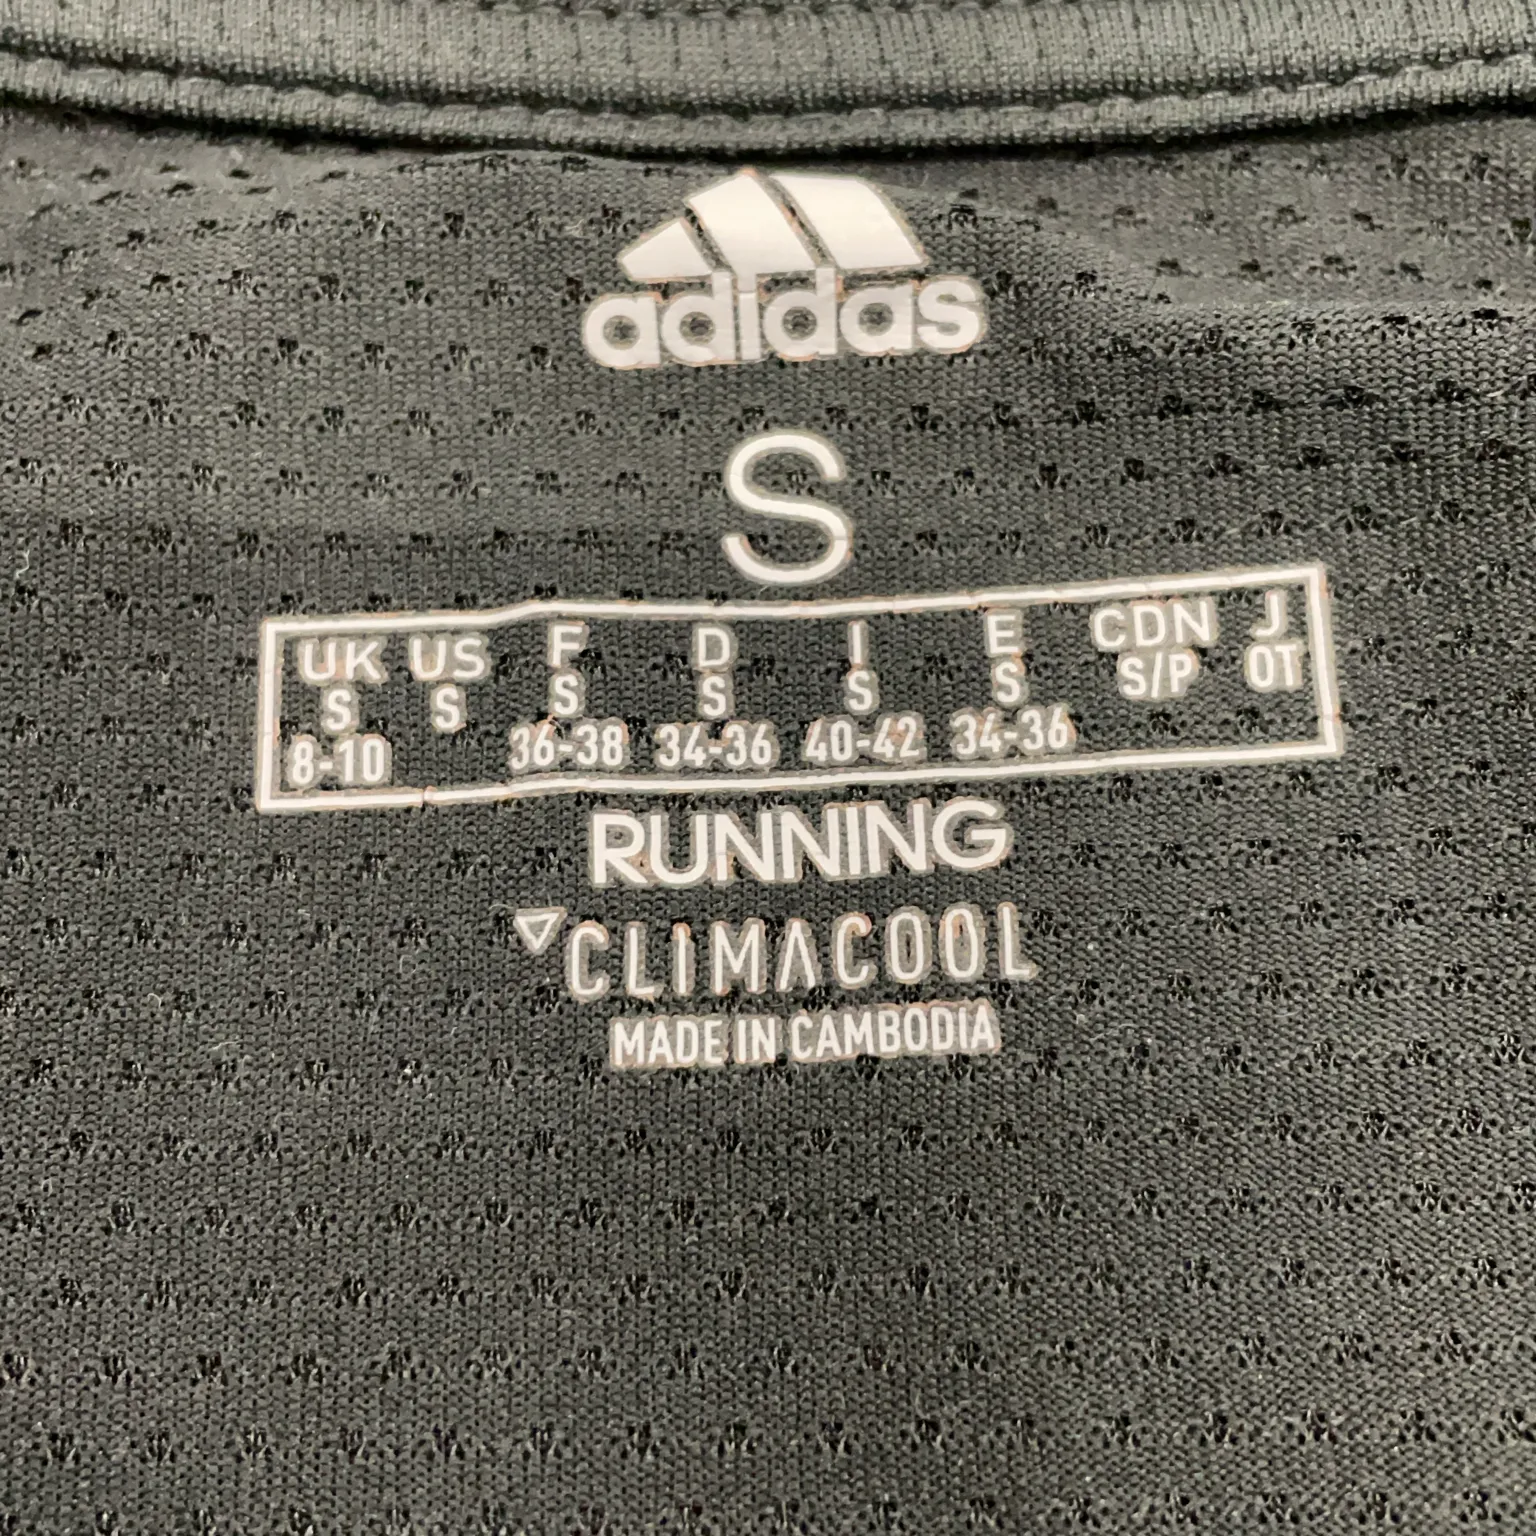 adidas
S
UK US F D I E CDN J
S S S S S S S/P OT
8-10 36-38 34-36 40-42 34-36
RUNNING
CLIMACOOL
MADE IN CAMBODIA